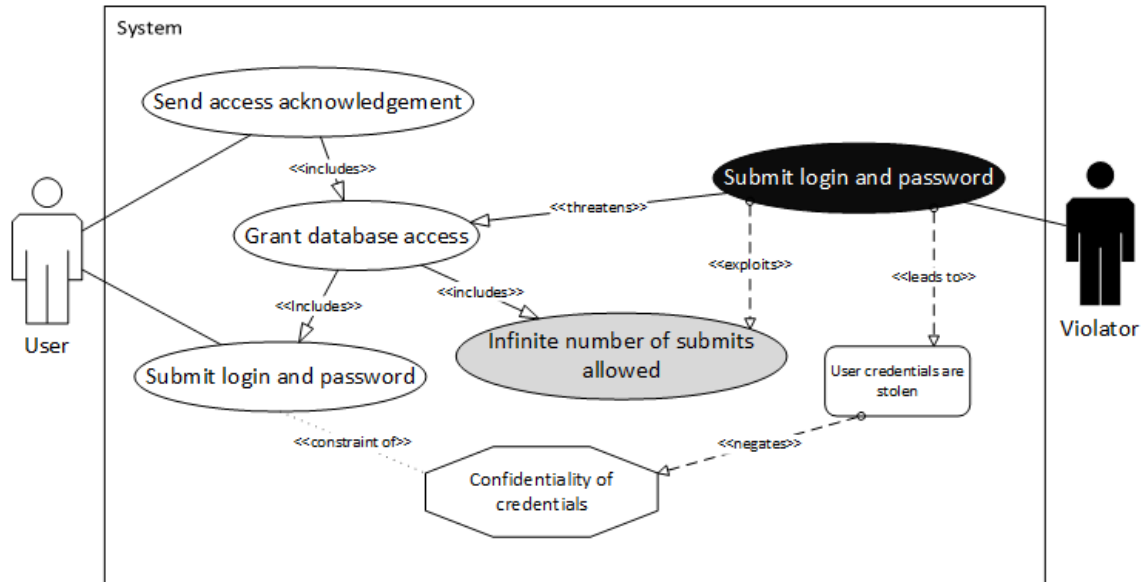 System
Send access acknowledgement
<<includes>>
Submit login and password
<<threatens>>
Grant database access
<<exploits>>
<<leads to>>
<<Includes>>
<<includes>>
User
Violator
Infinite number of submits
allowed
Submit login and password
User credentials are
stolen
<<constraint of>>
<<negates>>
Confidentiality of
credentials